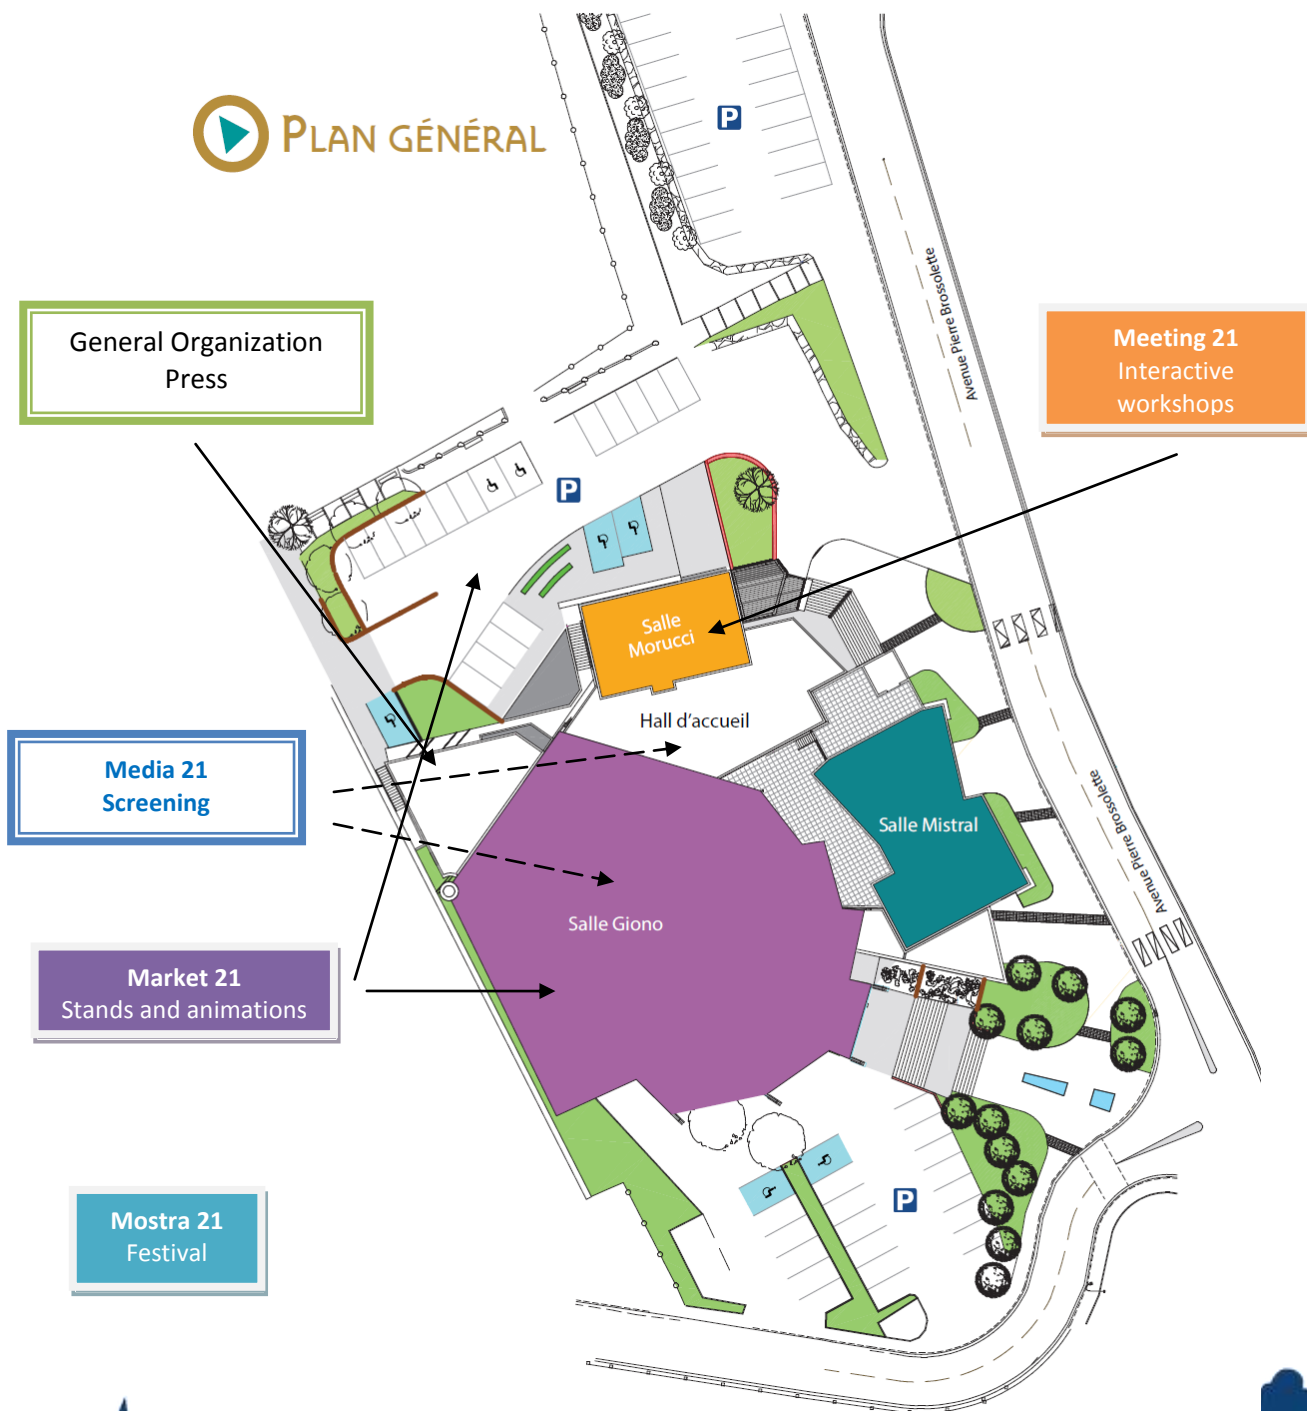 PLAN GÉNÉRAL
P
Avenue Pierre Brossolette
General Organization
Press
Meeting 21
Interactive
workshops
P
Salle
Morucci
Hall d'accueil
Media 21
Screening
Avenue Pierre Brossolette
Salle Mistral
Salle Giono
Market 21
Stands and animations
P
Mostra 21
Festival